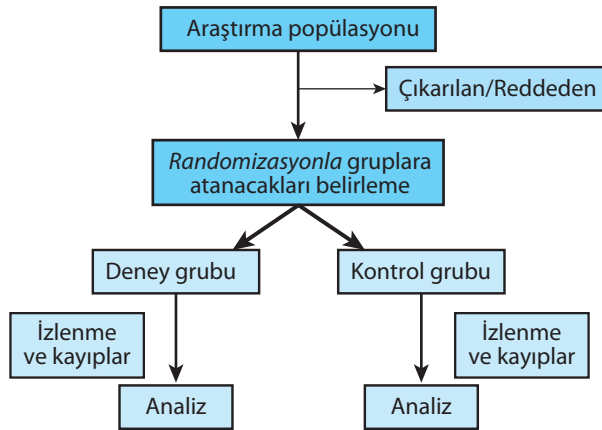 Araştırma popülasyonu
Çıkarılan/Reddeden
Randomizasyonla gruplara
atanacakları belirleme
Deney grubu
Kontrol grubu
İzlenme
ve kayıplar
İzlenme
ve kayıplar
Analiz
Analiz